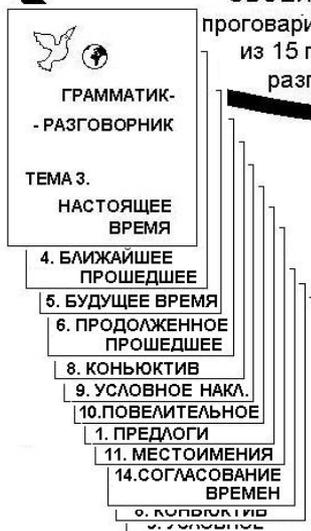 проговари
из 15 г
разг
ГРАММАТИК-
- РАЗГОВОРНИК
ТЕМА 3.
НАСТОЯЩЕЕ
ВРЕМЯ
4. БЛИЖАЙШЕЕ
ПРОШЕДШЕЕ
5. БУДУЩЕЕ ВРЕМЯ
6. ПРОДОЛЖЕННОЕ
ПРОШЕДШЕЕ
8. КОНЬЮКТИВ
9. УСЛОВНОЕ НАКЛ.
10.ПОВЕЛИТЕЛЬНОЕ
1. ПРЕДЛОГИ
11. МЕСТОИМЕНИЯ
14.СОГЛАСОВАНИЕ
ВРЕМЕН